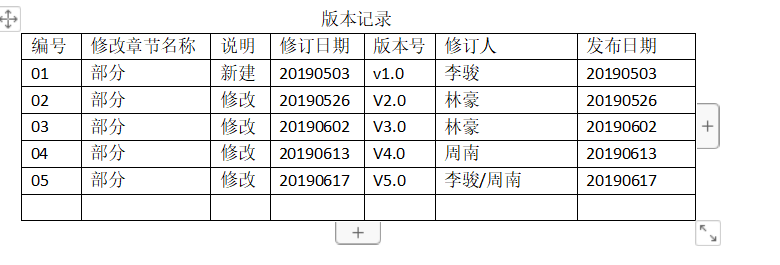 版本记录
编号 修改章节名称 说明 修订日期 版本号 修订人 发布日期
01 部分 新建 20190503 v1.0 李骏 20190503
02 部分 修改 20190526 V2.0 林豪 20190526
03 部分 修改 20190602 V3.0 林豪 20190602
04 部分 修改 20190613 V4.0 周南 20190613
05 部分 修改 20190617 V5.0 李骏/周南 20190617